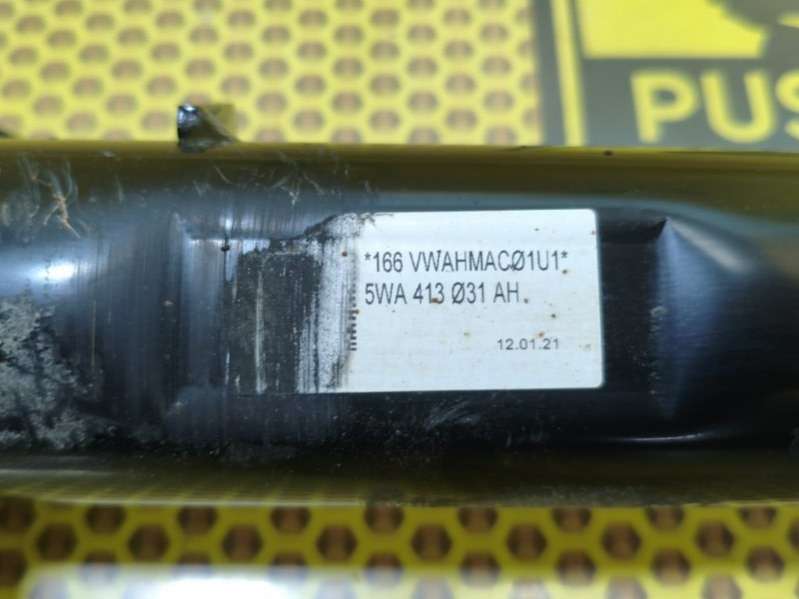 PUS
*166 VWAHMACØ1U1*
5WA 413 Ø31 AH
12.01.21